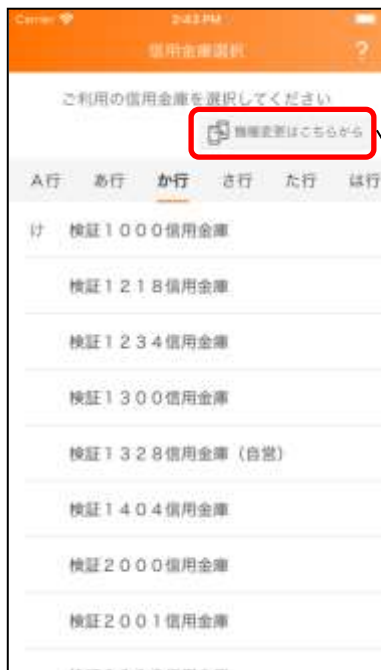 Carrier 2:43 PM
信用金庫選択 ?
ご利用の信用金庫を選択してください
機種変更はこちらから
A行 あ行 か行 さ行 た行 は行
け 検証1000信用金庫
検証1218信用金庫
検証1234信用金庫
検証1300信用金庫
検証1328信用金庫（自営）
検証1404信用金庫
検証2000信用金庫
検証2001信用金庫